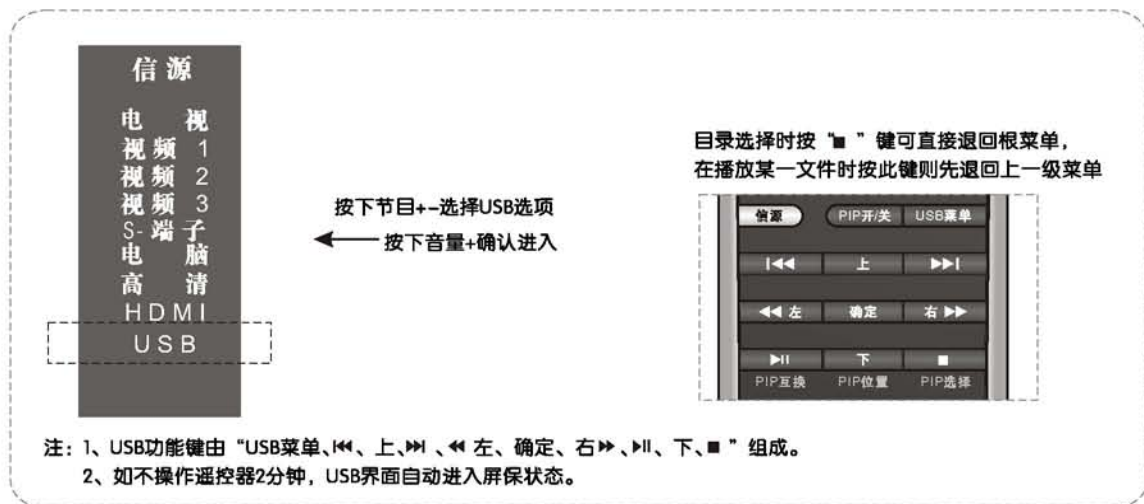 信源
电 视
视频 1
视频 2
视频 3
S-端子
电 脑
高 清
HDMI
USB
按下节目+-选择USB选项
按下音量+确认进入
目录选择时按“■”键可直接退回根菜单，
在播放某一文件时按此键则先退回上一级菜单
信源 PIP开/关 USB菜单
I◀◀ 上 ▶▶I
◀◀ 左 确定 右 ▶▶
▶II 下 ■
PIP互换 PIP位置 PIP选择
注：1、USB功能键由“USB菜单、I◀◀、上、▶▶I、◀◀ 左、确定、右▶▶、▶II、下、■”组成。
2、如不操作遥控器2分钟，USB界面自动进入屏保状态。